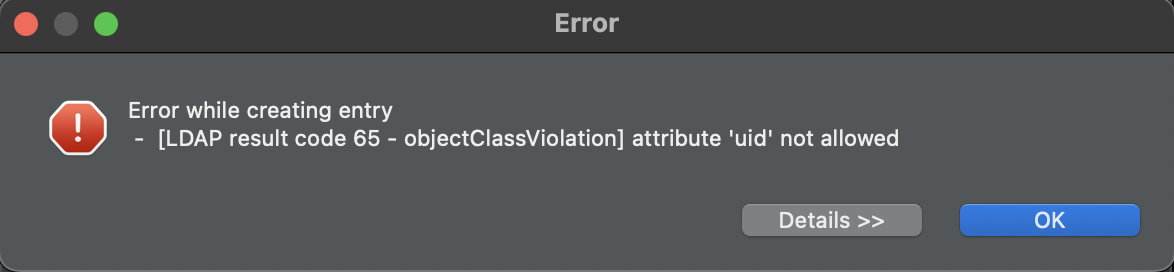 Error
Error while creating entry
- [LDAP result code 65 - objectClassViolation] attribute 'uid' not allowed
Details >>
OK